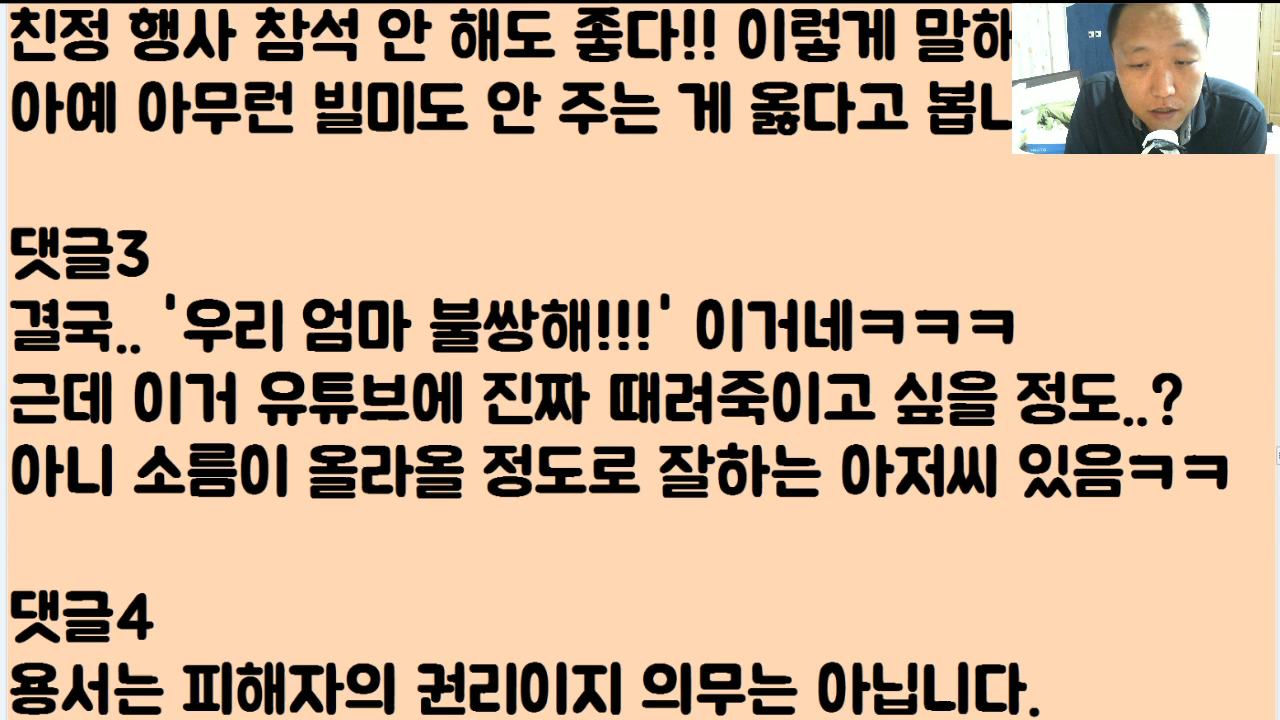 친정 행사 참석 안 해도 좋다!! 이렇게 말해
아예 아무런 빌미도 안 주는 게 옳다고 봅니
댓글3
결국.. '우리 엄마 불쌍해!!!' 이거네ㅋㅋㅋ
근데 이거 유튜브에 진짜 때려죽이고 싶을 정도..?
아니 소름이 올라올 정도로 잘하는 아저씨 있음ㅋㅋ
댓글4
용서는 피해자의 권리이지 의무는 아닙니다.